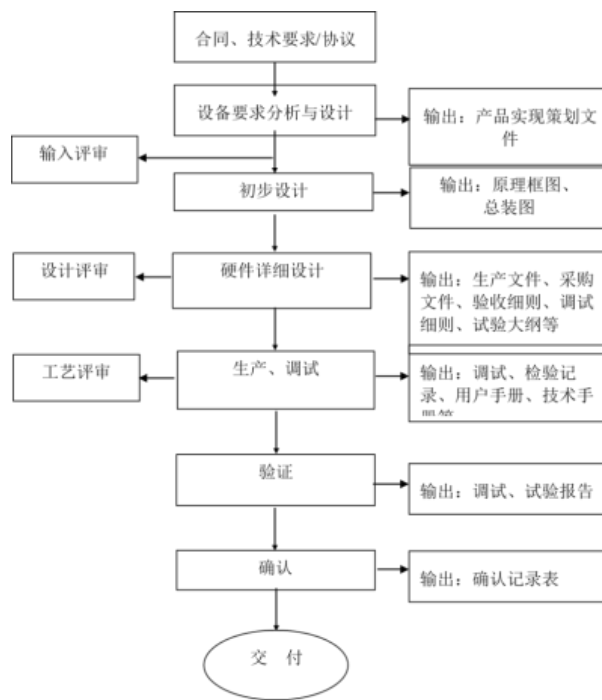 合同、技术要求/协议
设备要求分析与设计
输出：产品实现策划文
件
输入评审
初步设计
输出：原理框图、
总装图
设计评审
硬件详细设计
输出：生产文件、采购
文件、验收细则、调试
细则、试验大纲等
工艺评审
生产、调试
输出：调试、检验记
录、用户手册、技术手
册等
验证
输出：调试、试验报告
确认
输出：确认记录表
交 付